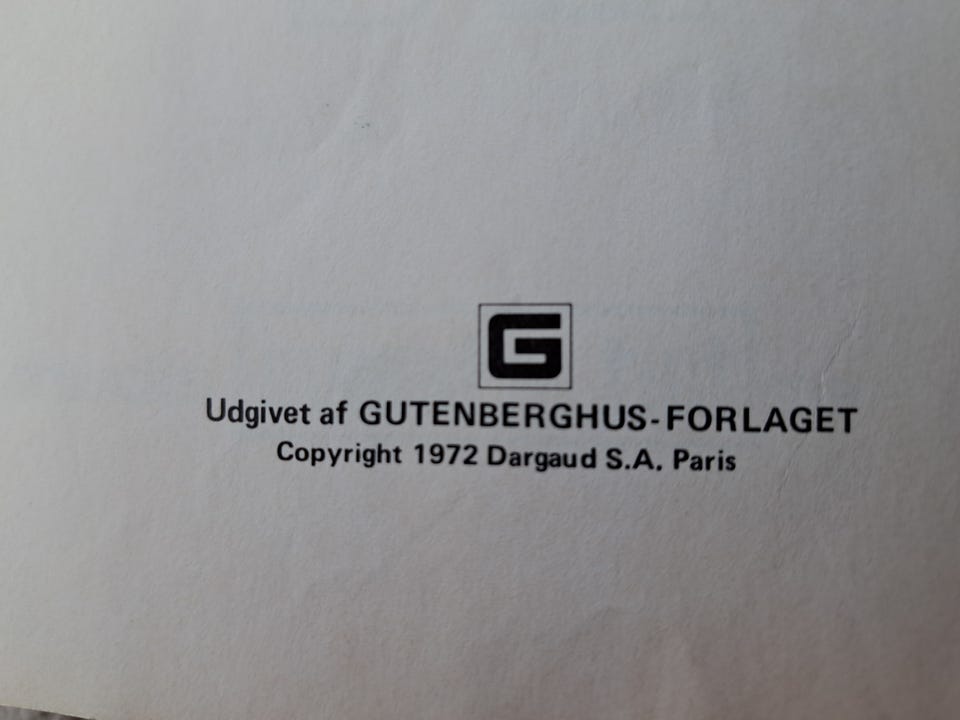 G
Udgivet af GUTENBERGHUS-FORLAGET
Copyright 1972 Dargaud S.A. Paris